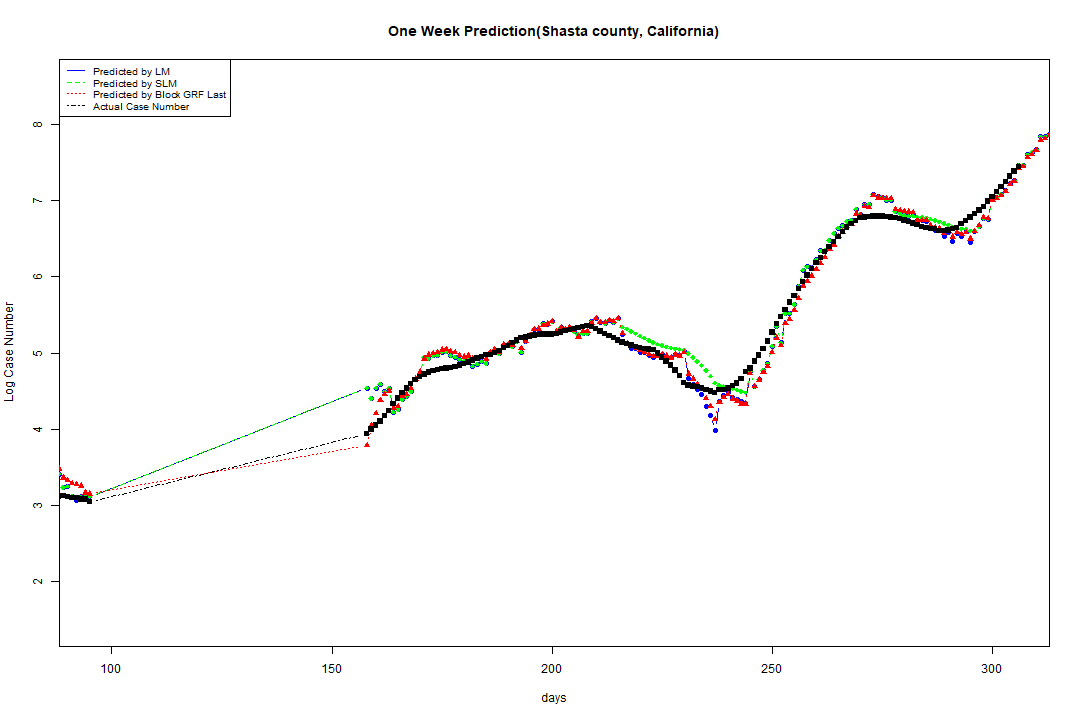 One Week Prediction(Shasta county, California)
Predicted by LM
Predicted by SLM
Predicted by Block GRF Last
Actual Case Number
8
7
6
5
4
3
2
Log Case Number
100
150
200
250
300
days